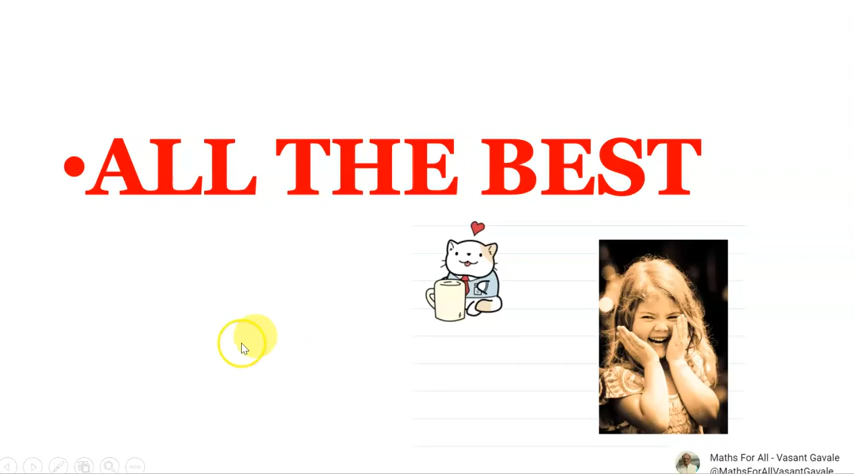 •ALL THE BEST
Maths For All - Vasant Gavale
@MathsForAllVasantGavale